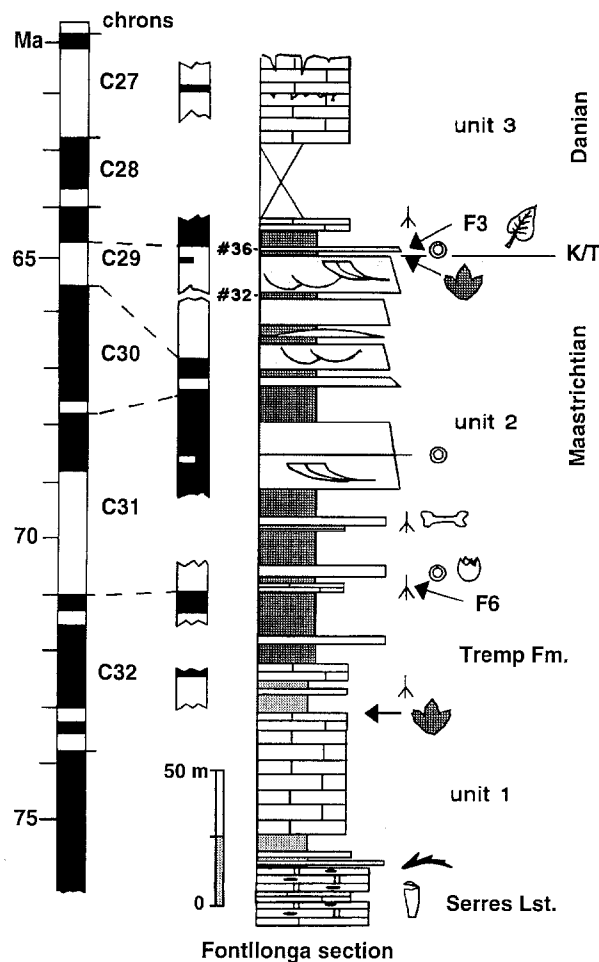 chrons
Ma
C27
unit 3
Danian
C28
F3
#36
K/T
65
C29
#32
C30
Maastrichtian
unit 2
C31
70
F6
Tremp Fm.
C32
50 m
unit 1
75
0
Serres Lst.
Fontllonga section